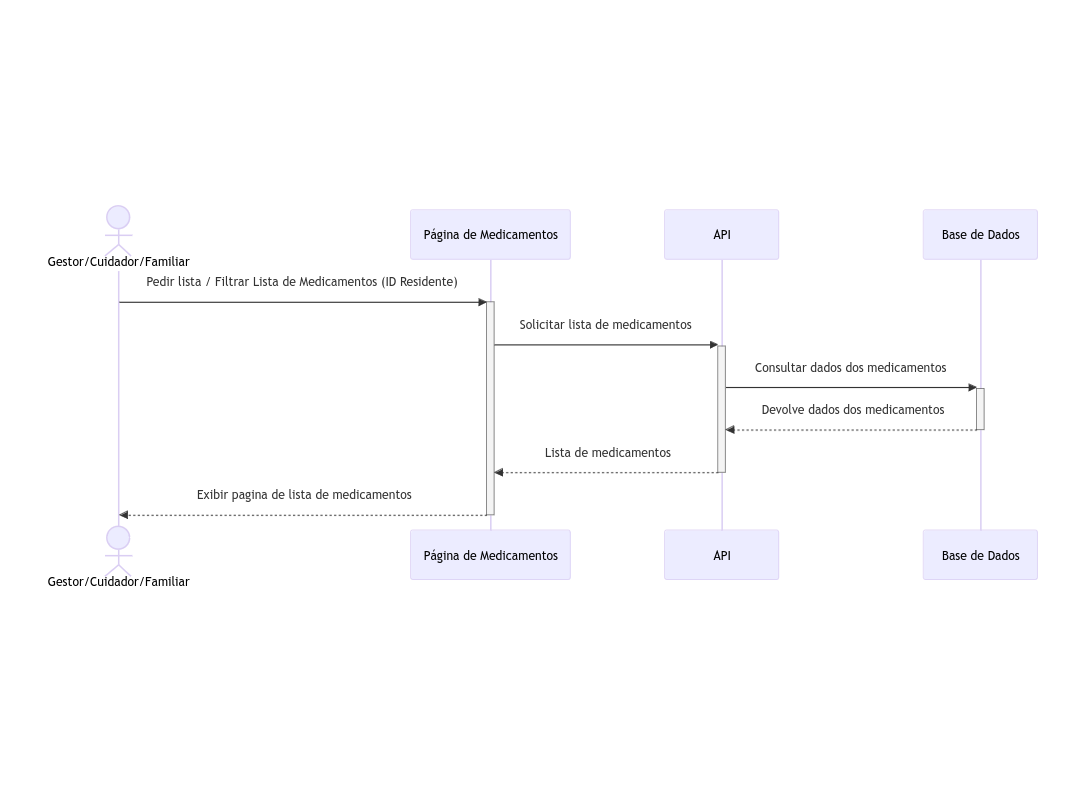 Gestor/Cuidador/Familiar
Página de Medicamentos
API
Base de Dados
Pedir lista / Filtrar Lista de Medicamentos (ID Residente)
Solicitar lista de medicamentos
Consultar dados dos medicamentos
Devolve dados dos medicamentos
Lista de medicamentos
Exibir pagina de lista de medicamentos
Gestor/Cuidador/Familiar
Página de Medicamentos
API
Base de Dados